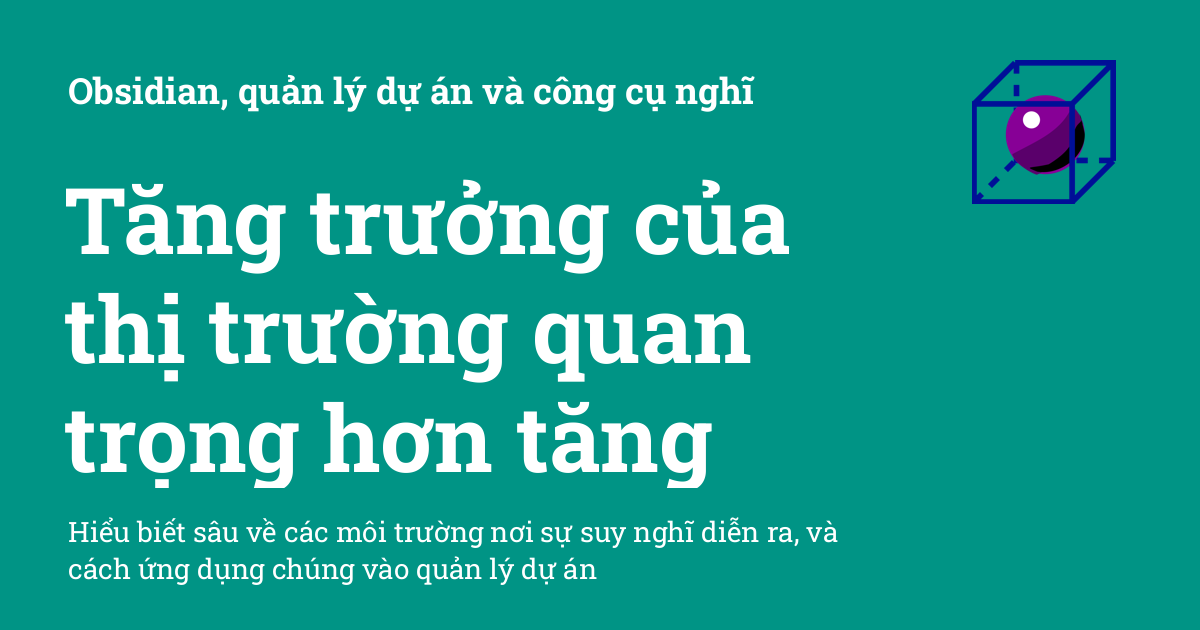 Obsidian, quản lý dự án và công cụ nghĩ
Tăng trưởng của
thị trường quan
trọng hơn tăng
Hiểu biết sâu về các môi trường nơi sự suy nghĩ diễn ra, và
cách ứng dụng chúng vào quản lý dự án